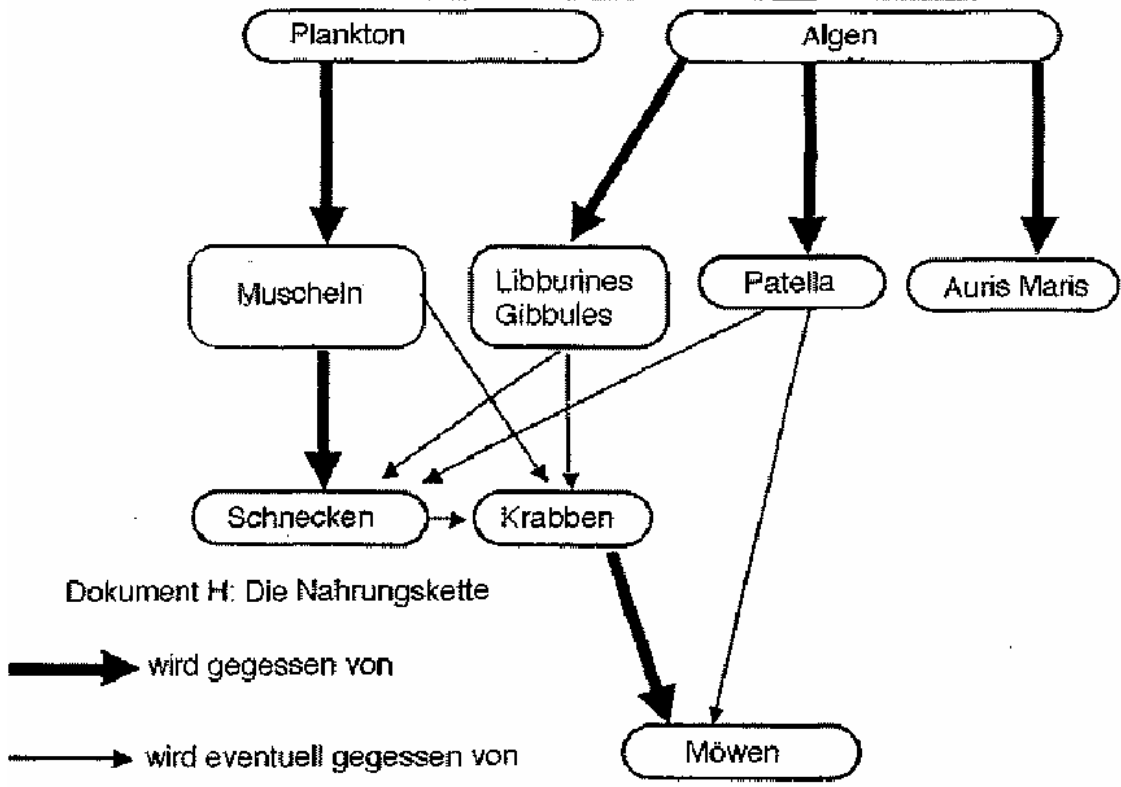 Plankton
Algen
Muscheln
Libburines
Gibbules
Patella
Auris Maris
Schnecken
Krabben
Dokument H: Die Nahrungskette
wird gegessen von
wird eventuell gegessen von
Möwen